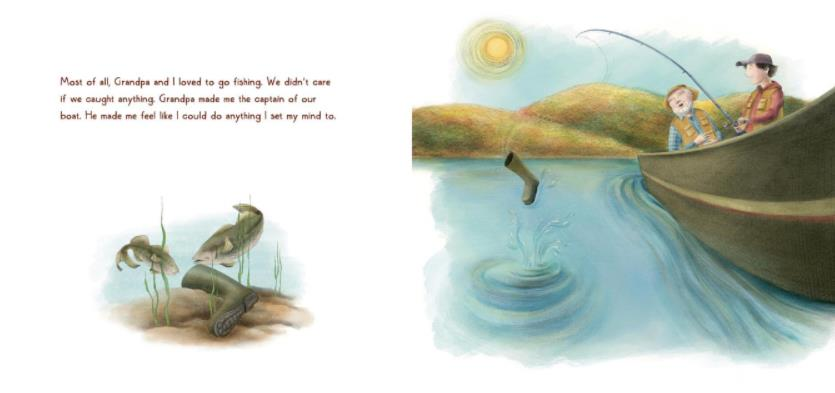 Most of all, Grandpa and I loved to go fishing. We didn't care
if we caught anything. Grandpa made me the captain of our
boat. He made me feel like I could do anything I set my mind to.